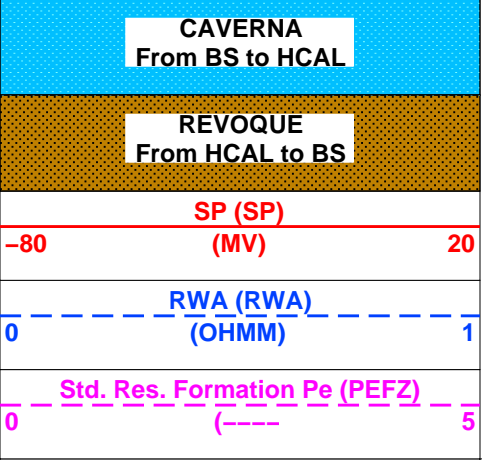 CAVERNA
From BS to HCAL
REVOQUE
From HCAL to BS
SP (SP)
−80 (MV) 20
RWA (RWA)
0 (OHMM) 1
Std. Res. Formation Pe (PEFZ)
0 (−−−− 5